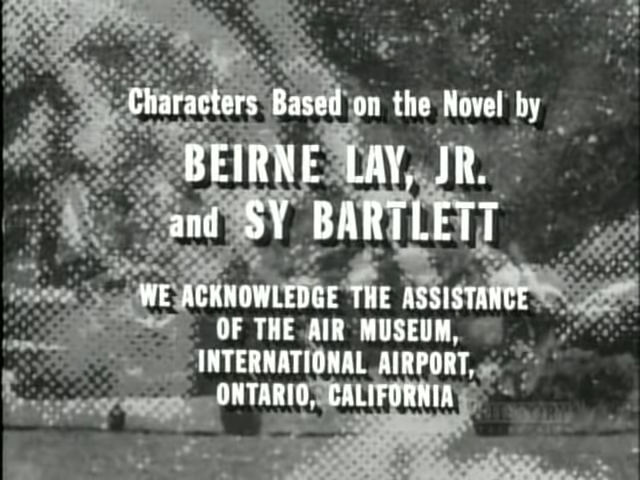 Characters Based on the Novel by
BEIRNE LAY, JR.
and SY BARTLETT
WE ACKNOWLEDGE THE ASSISTANCE
OF THE AIR MUSEUM,
INTERNATIONAL AIRPORT,
ONTARIO, CALIFORNIA
HISTORY